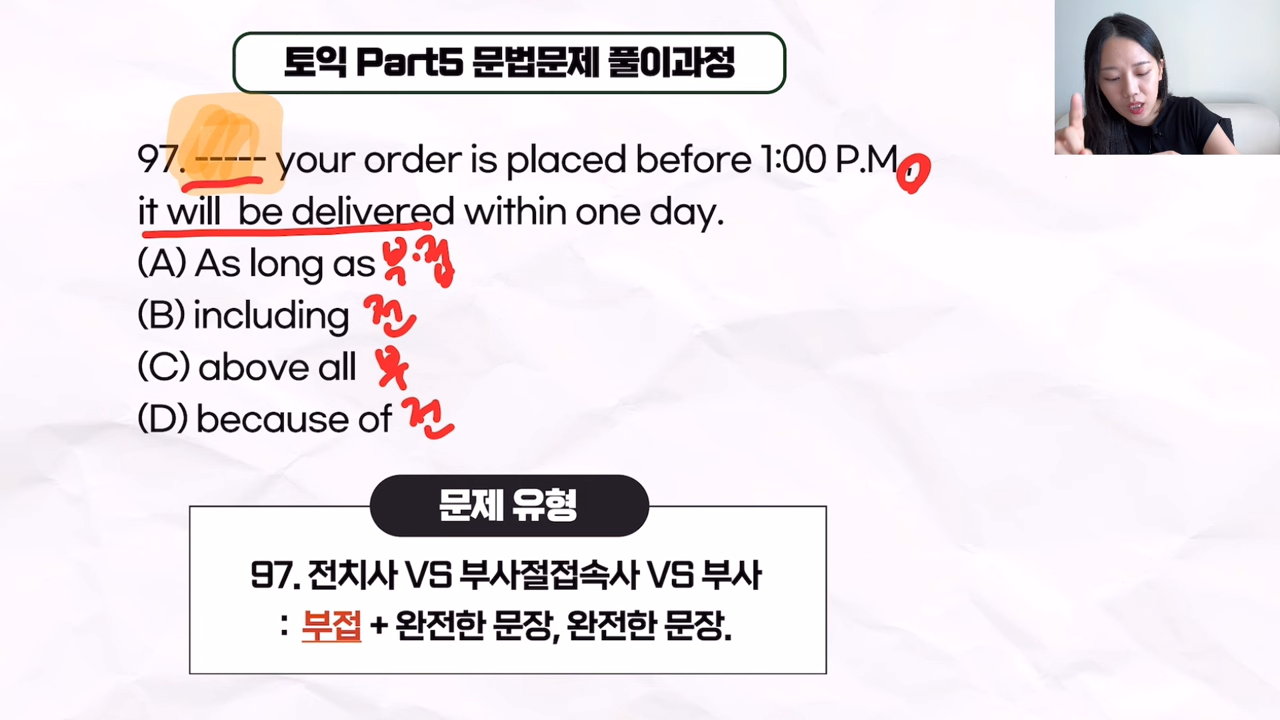 토익 Part5 문법문제 풀이과정
97. ----- your order is placed before 1:00 P.M.,
it will be delivered within one day.
(A) As long as 부·접
(B) including 전
(C) above all 부
(D) because of 전
문제 유형
97. 전치사 VS 부사절접속사 VS 부사
: 부접 + 완전한 문장, 완전한 문장.